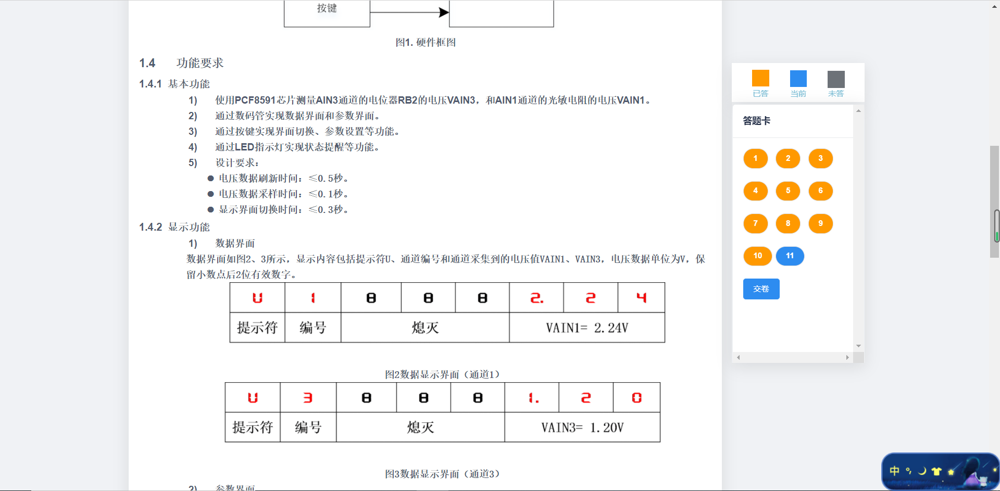 按键
图1. 硬件框图
1.4 功能要求
1.4.1 基本功能
1) 使用PCF8591芯片测量AIN3通道的电位器RB2的电压VAIN3，和AIN1通道的光敏电阻的电压VAIN1。
2) 通过数码管实现数据界面和参数界面。
3) 通过按键实现界面切换、参数设置等功能。
4) 通过LED指示灯实现状态提醒等功能。
5) 设计要求：
● 电压数据刷新时间：≤0.5秒。
● 电压数据采样时间：≤0.1秒。
● 显示界面切换时间：≤0.3秒。
1.4.2 显示功能
1) 数据界面
数据界面如图2、3所示，显示内容包括提示符U、通道编号和通道采集到的电压值VAIN1、VAIN3，电压数据单位为V，保
留小数点后2位有效数字。
U 1 8 8 8 2. 2 4
提示符 编号 熄灭 VAIN1= 2.24V
图2数据显示界面（通道1）
U 3 8 8 8 1. 2 0
提示符 编号 熄灭 VAIN3= 1.20V
图3数据显示界面（通道3）
2) 参数界面
已答 当前 未答
答题卡
1 2 3
4 5 6
7 8 9
10 11
交卷
中